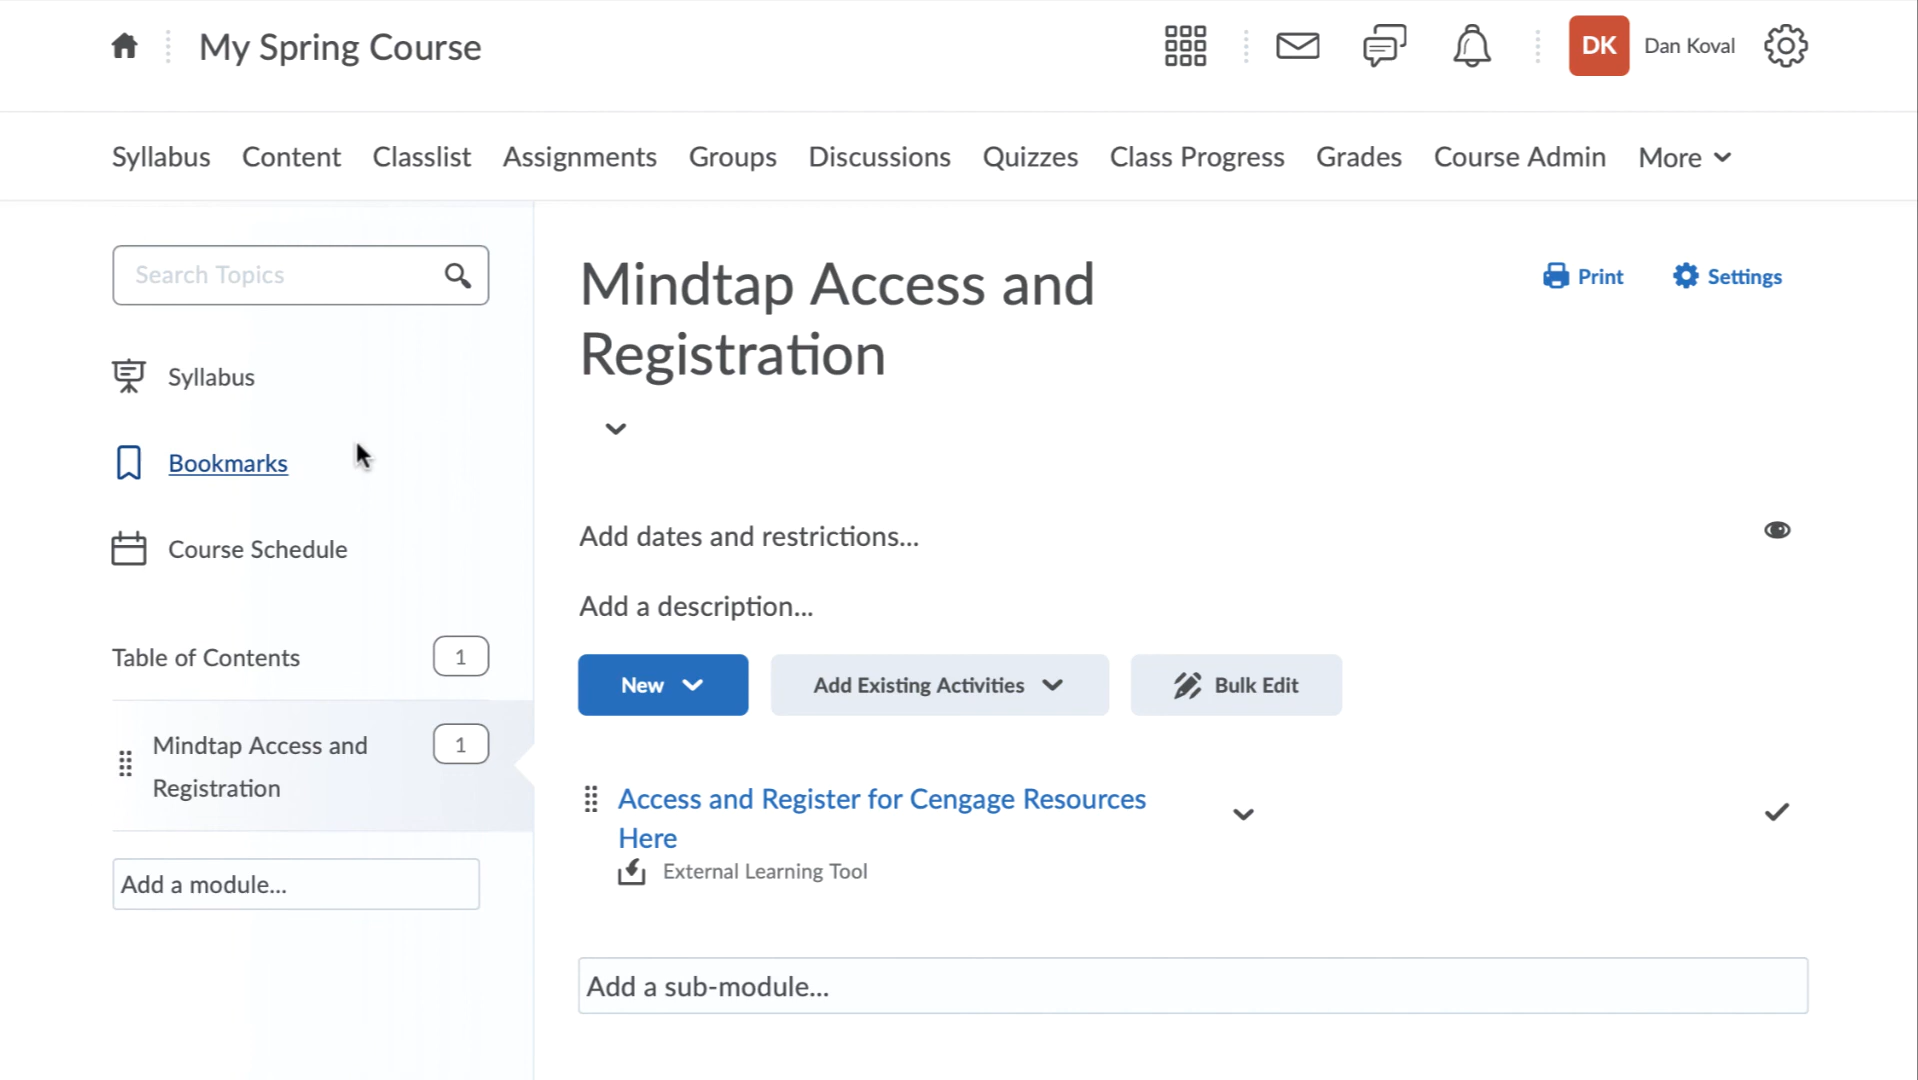 My Spring Course
DK
Dan Koval
Syllabus
Content
Classlist
Assignments
Groups
Discussions
Quizzes
Class Progress
Grades
Course Admin
More
Search Topics
Syllabus
Bookmarks
Course Schedule
Table of Contents
1
Mindtap Access and
Registration
1
Add a module...
Mindtap Access and
Registration
Print
Settings
Add dates and restrictions...
Add a description...
New
Add Existing Activities
Bulk Edit
Access and Register for Cengage Resources
Here
External Learning Tool
Add a sub-module...